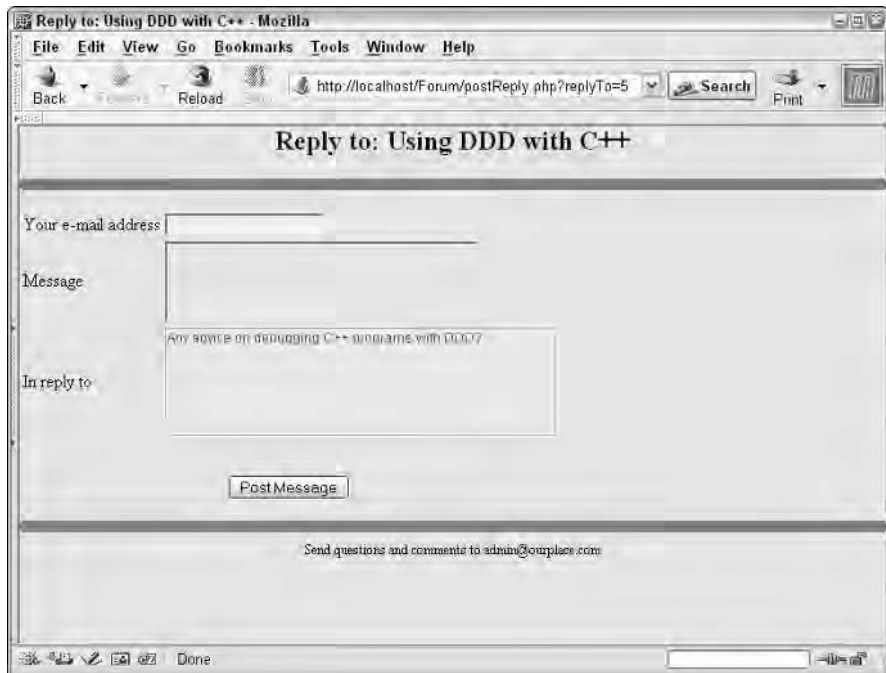 Reply to: Using DDD with C++ - Mozilla
File Edit View Go Bookmarks Tools Window Help
Back Reload http://localhost/Forum/postReply.php?replyTo=5 Search Print
Reply to: Using DDD with C++
Your e-mail address
Message
Any advice on debugging C++ programs with DDD?
In reply to
Post Message
Send questions and comments to admin@ourplace.com
Done